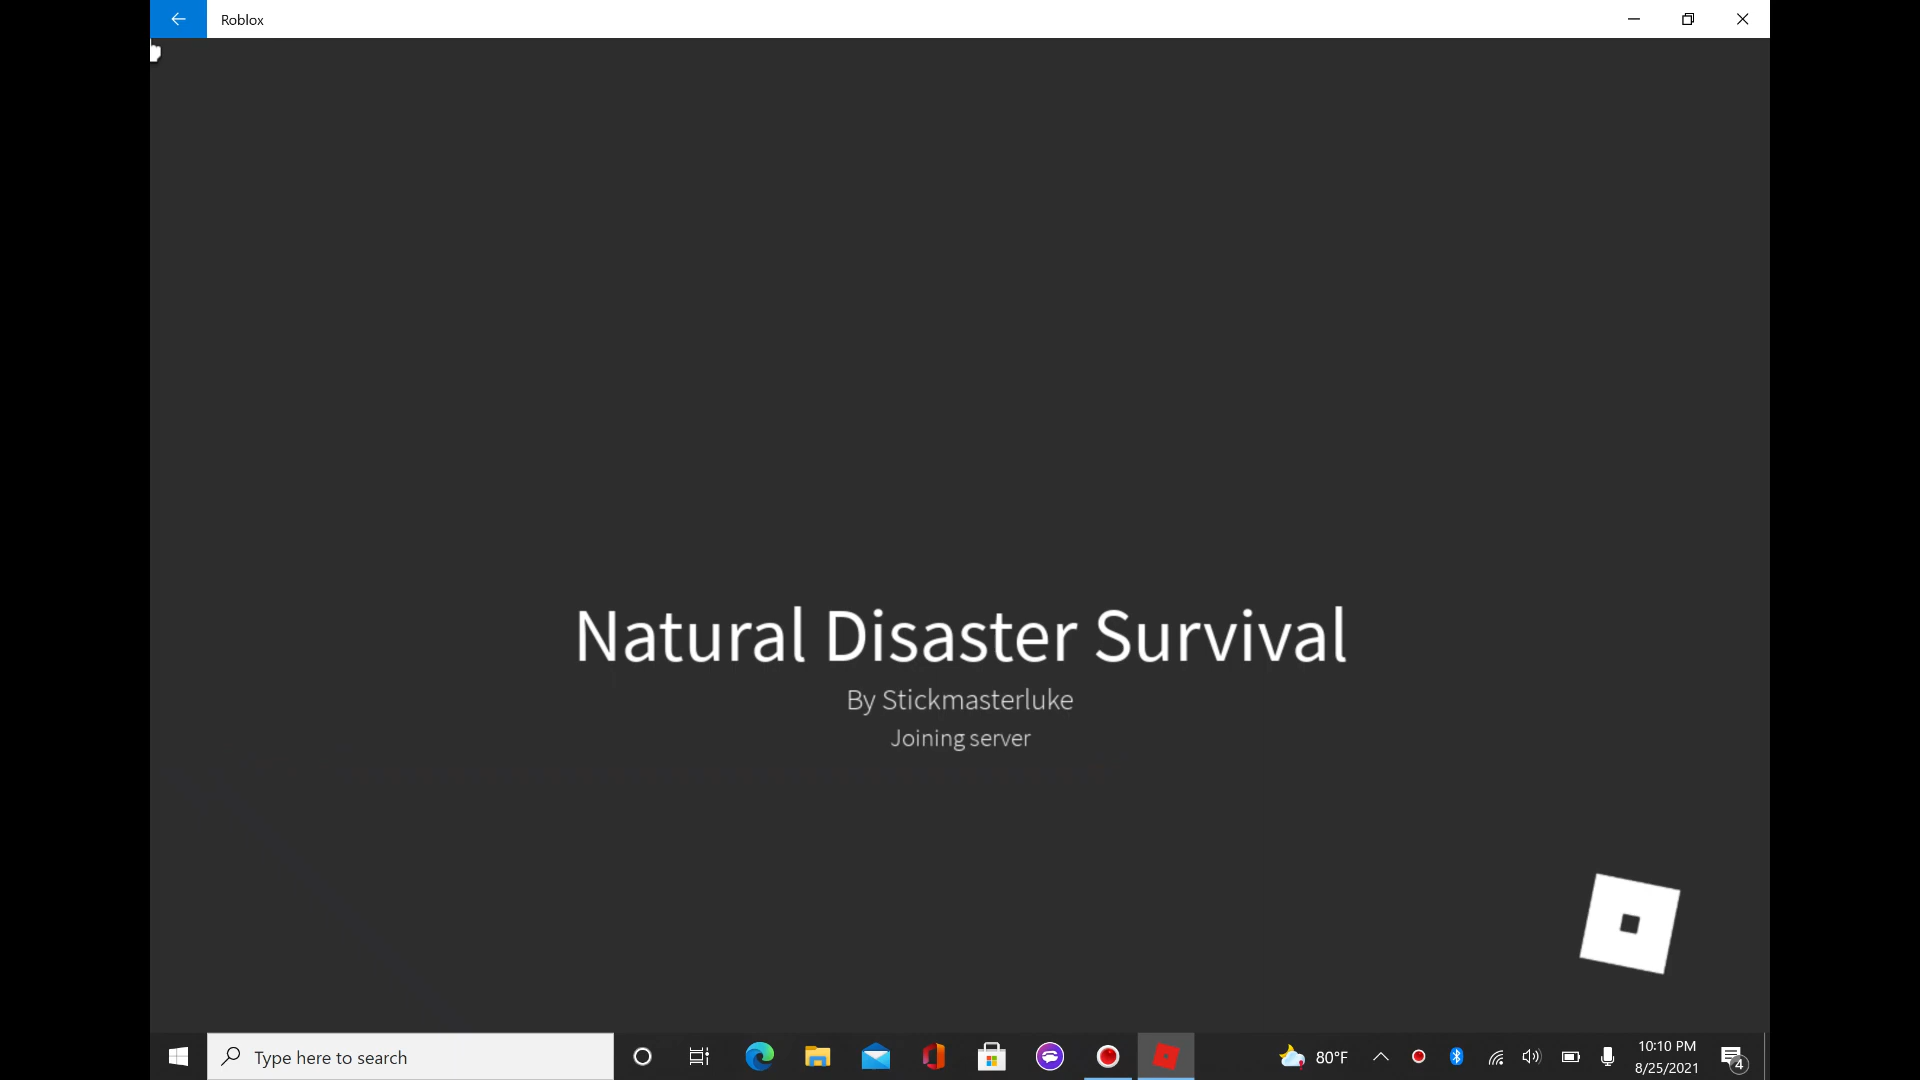 Roblox
Natural Disaster Survival
By Stickmasterluke
Joining server
Type here to search
80°F
10:10 PM
8/25/2021
4